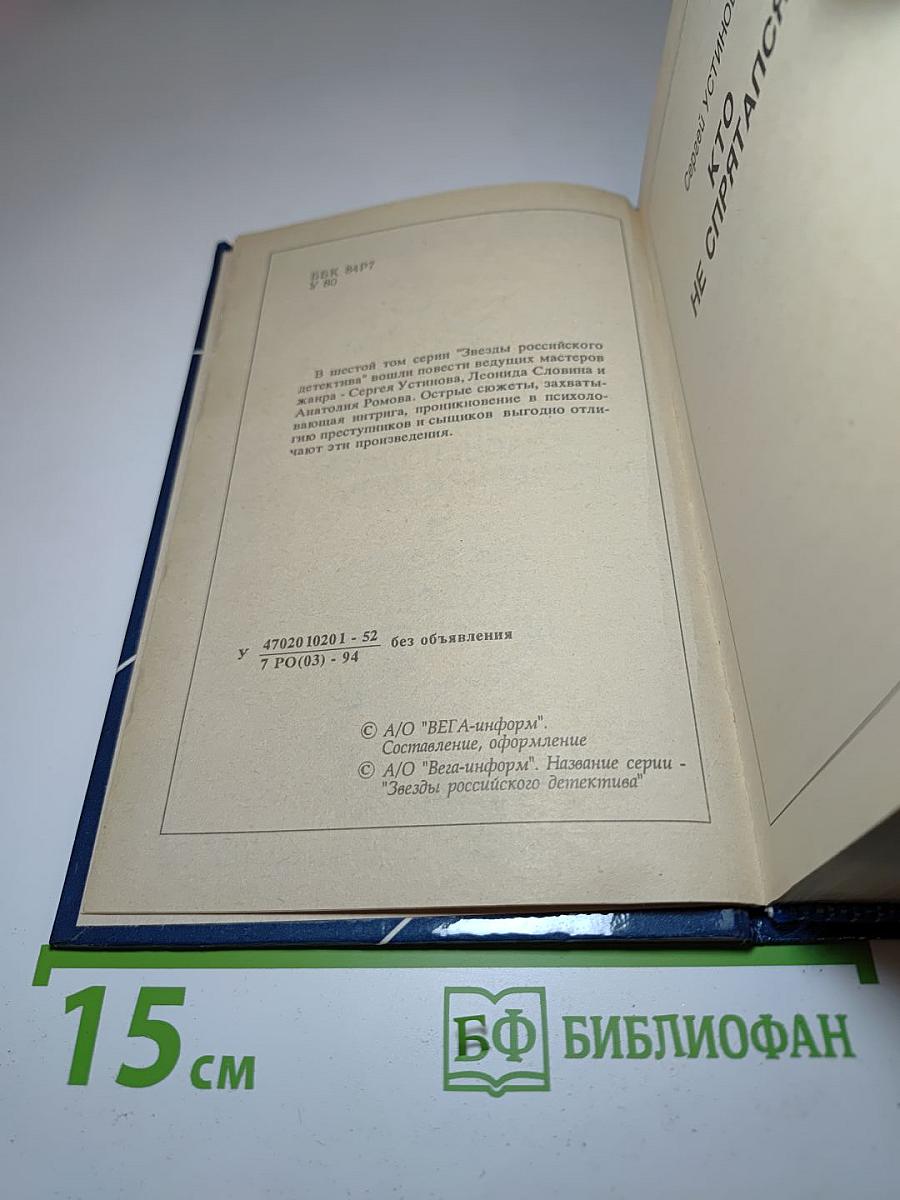 ББК 84Р7
У 80
В шестой том серии "Звезды российского
детектива" вошли повести ведущих мастеров
жанра - Сергея Устинова, Леонида Словина и
Анатолия Ромова. Острые сюжеты, захваты-
вающая интрига, проникновение в психоло-
гию преступников и сыщиков выгодно отли-
чают эти произведения.
У 4702010201 - 52 без объявления
7 РО(03) - 94
© А/О "ВЕГА-информ".
Составление, оформление
© А/О "Вега-информ". Название серии -
"Звезды российского детектива"
Сергей УСТИНОВ
КТО
НЕ СПРЯТАЛСЯ
15 см
БФ БИБЛИОФАН